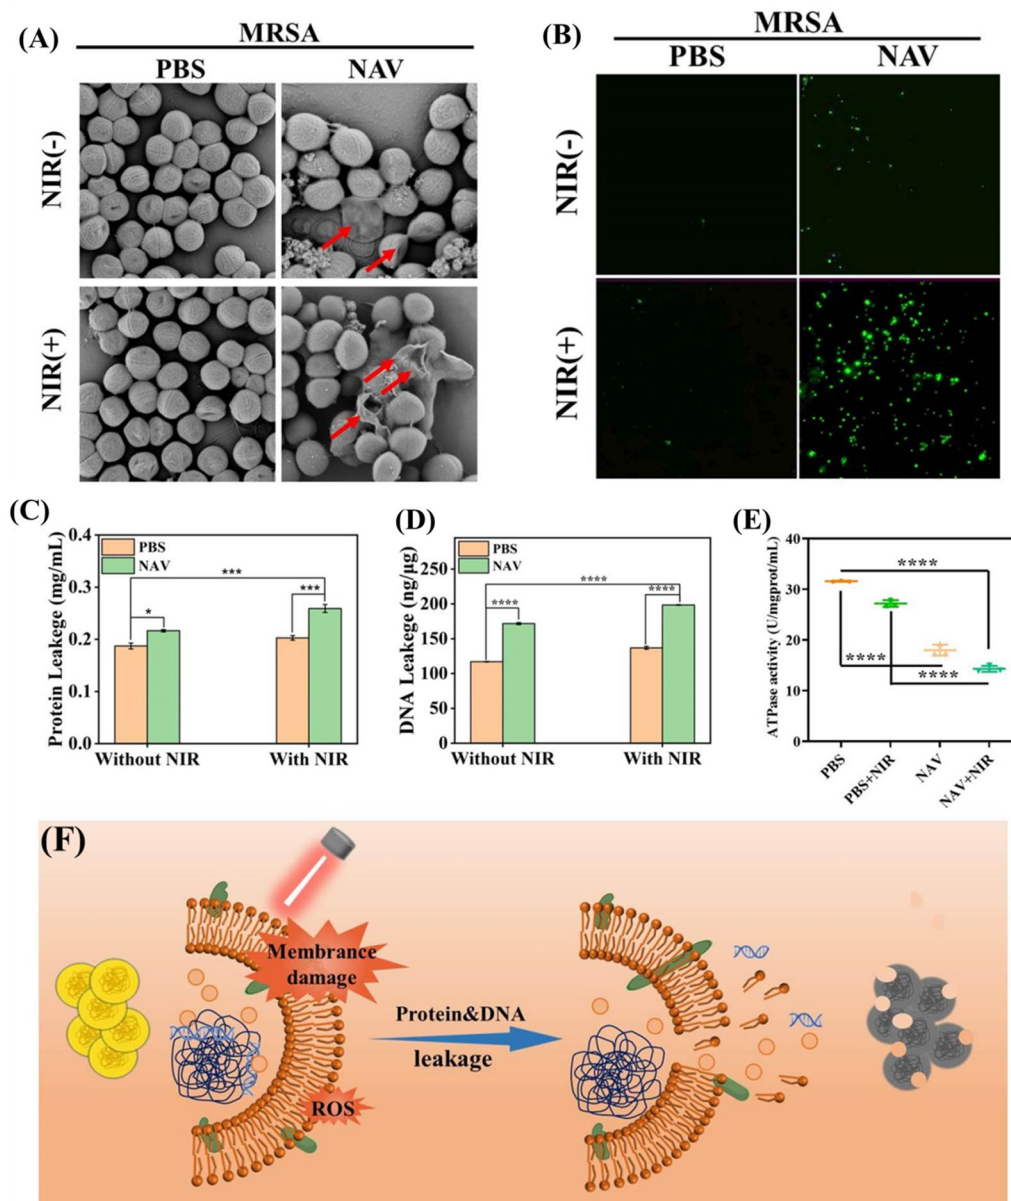 (A)
MRSA
PBS NAV
NIR(-)
NIR(+)
(B)
MRSA
PBS NAV
NIR(-)
NIR(+)
(C)
Protein Leakege (mg/mL)
0.4
0.3
0.2
0.1
0.0
PBS
NAV
*
***
***
Without NIR With NIR
(D)
DNA Leakege (ng/μg)
250
200
150
100
50
0
PBS
NAV
****
****
****
Without NIR With NIR
(E)
ATPase activity (U/mgprot/mL)
40
30
20
10
0
****
****
****
PBS
PBS+NIR
NAV
NAV+NIR
(F)
Membrance
damage
ROS
Protein&DNA
leakage